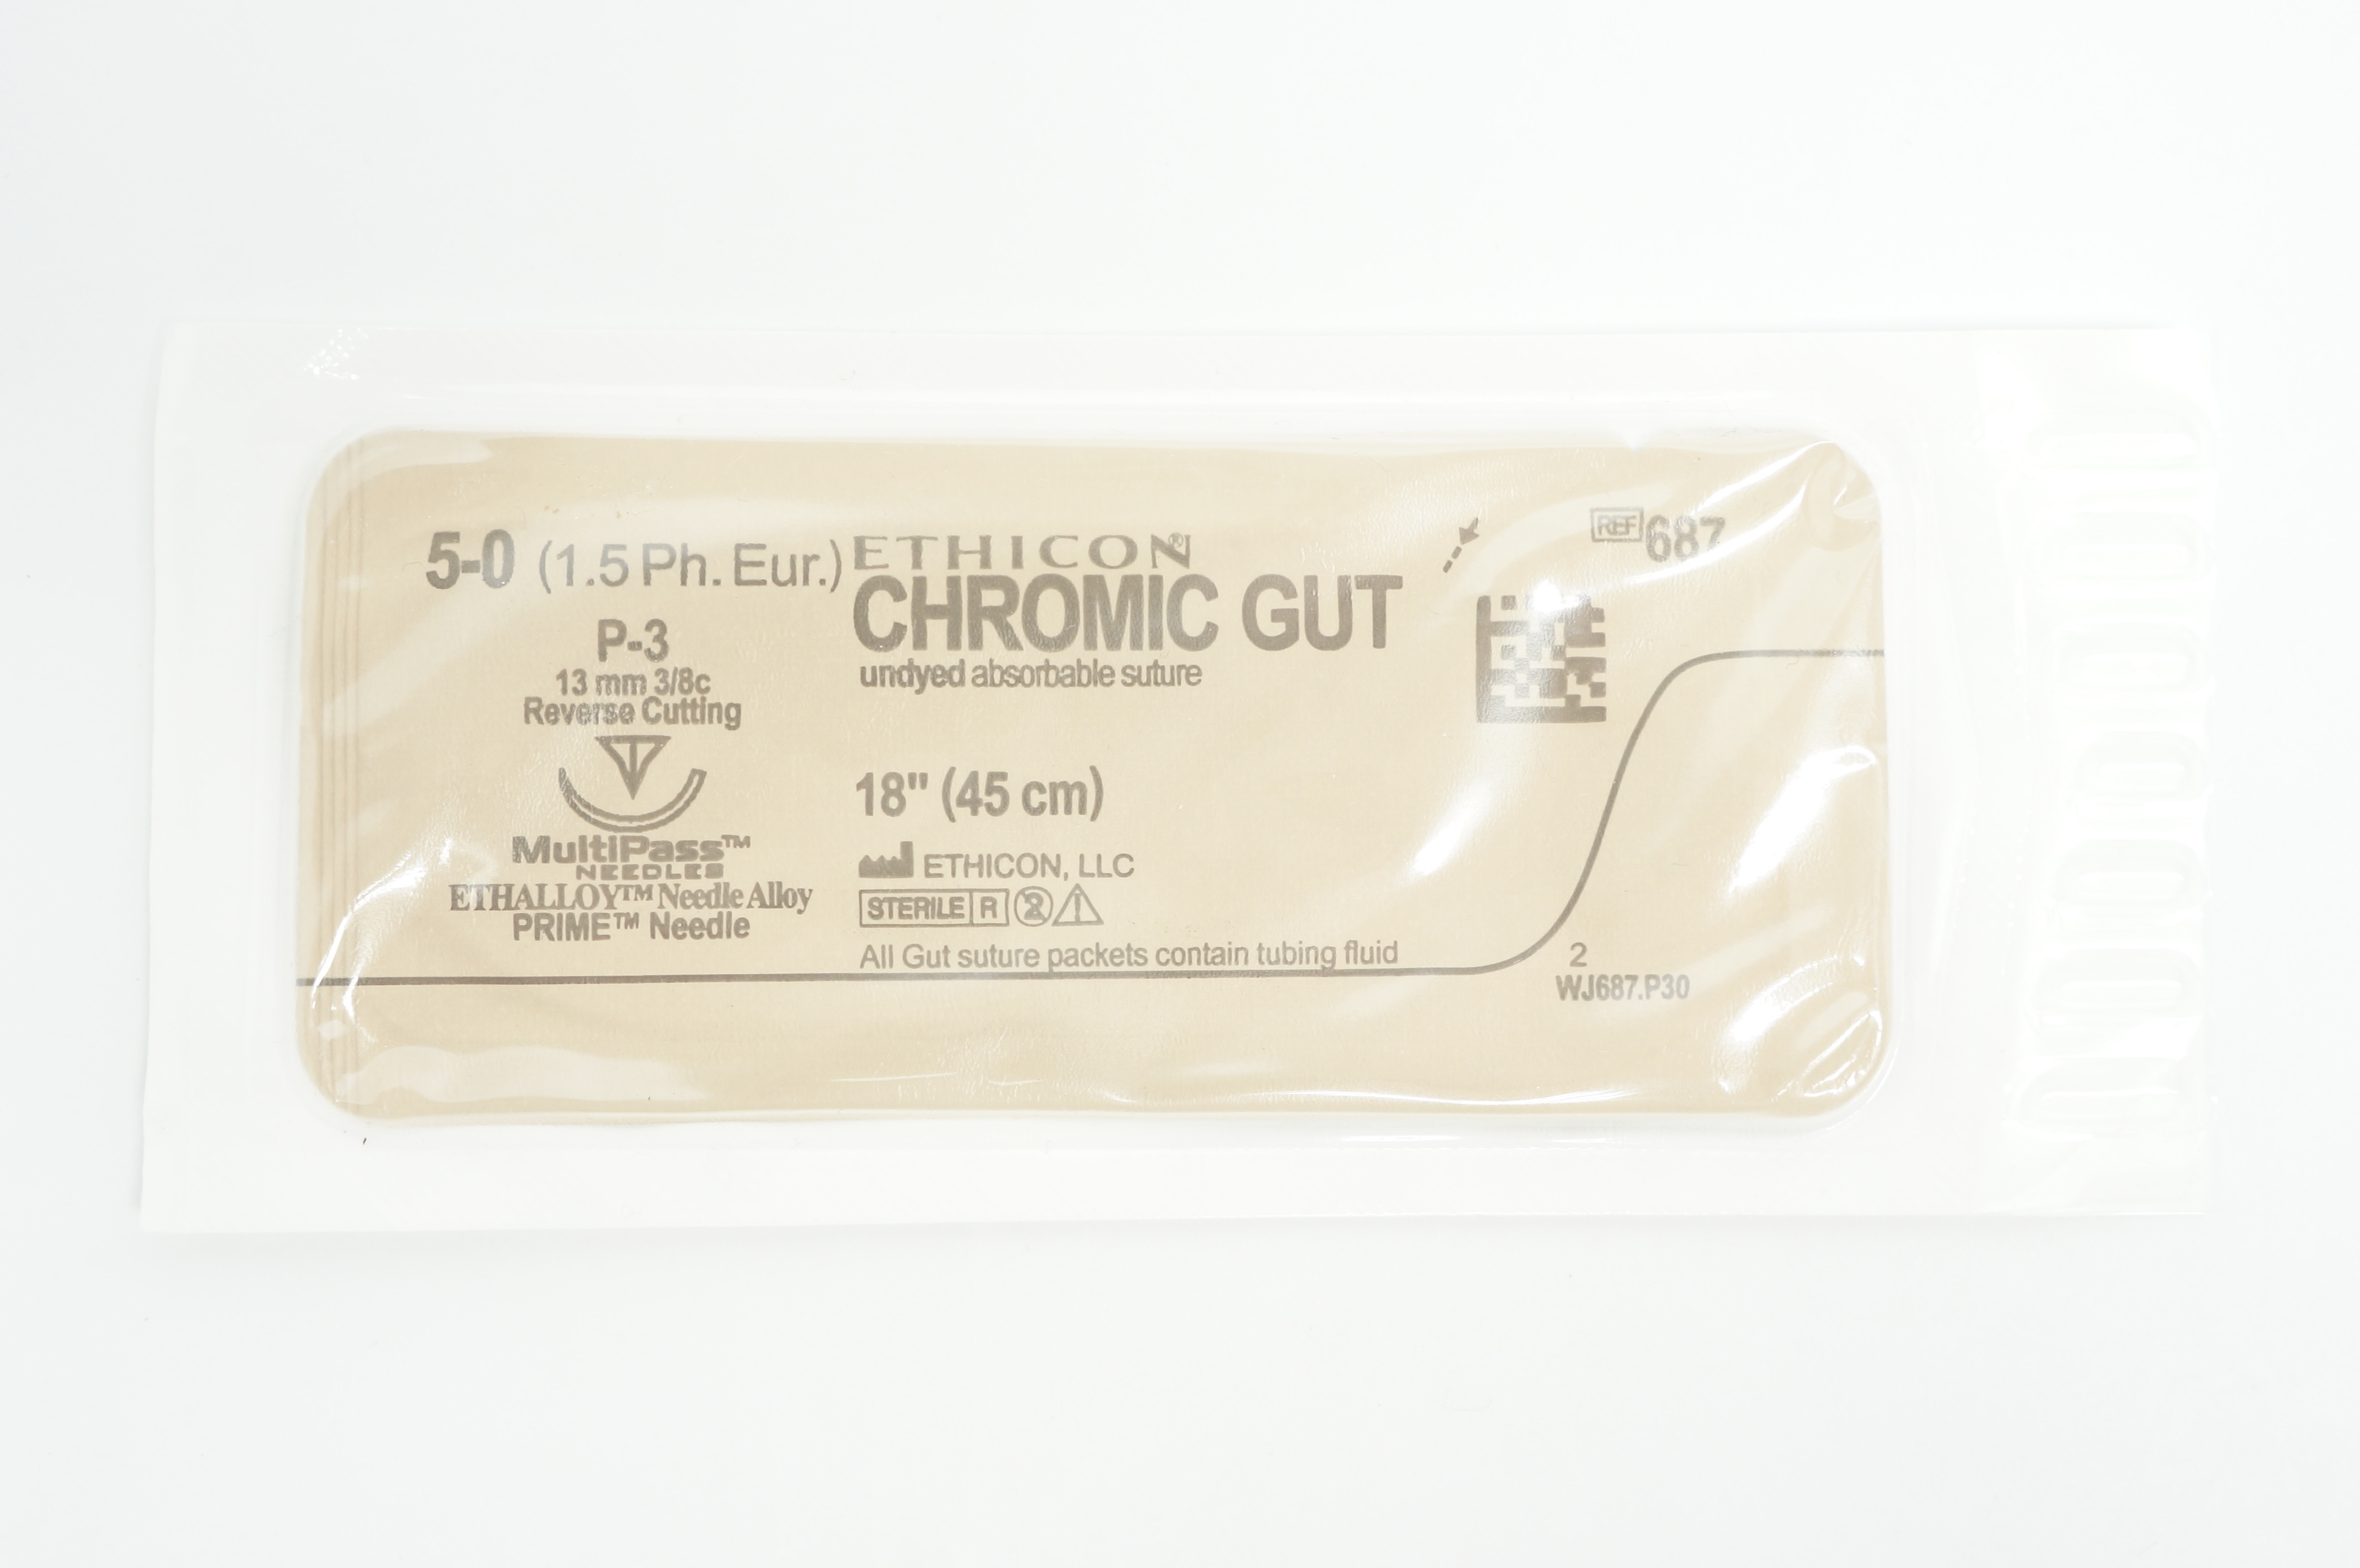 5-0 (1.5 Ph. Eur.)
P-3
13 mm 3/8c
Reverse Cutting
MultiPass™
NEEDLES
ETHALLOY™ Needle Alloy
PRIME™ Needle
ETHICON®
CHROMIC GUT
undyed absorbable suture
18" (45 cm)
ETHICON, LLC
STERILE R 2
All Gut suture packets contain tubing fluid
REF 687
2
WJ687.P30